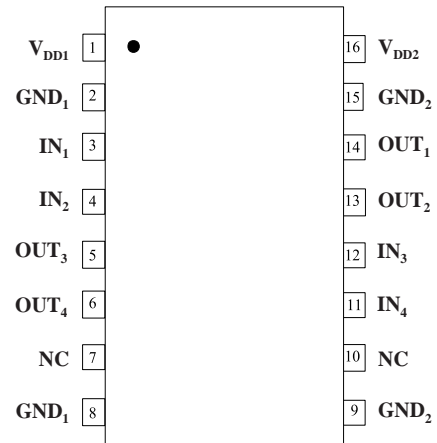 V_DD1 1 16 V_DD2
GND_1 2 15 GND_2
IN_1 3 14 OUT_1
IN_2 4 13 OUT_2
OUT_3 5 12 IN_3
OUT_4 6 11 IN_4
NC 7 10 NC
GND_1 8 9 GND_2